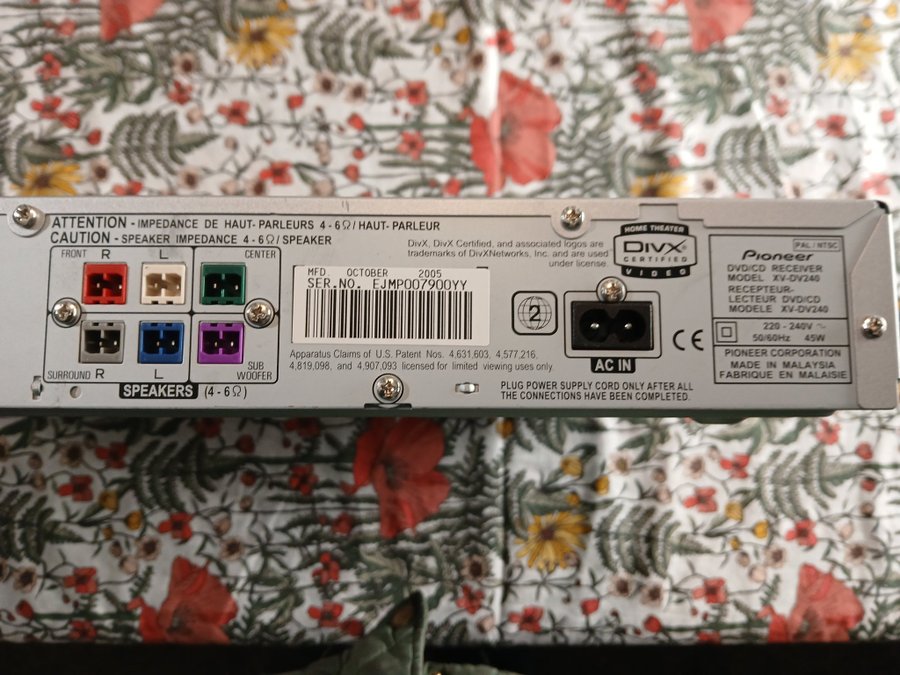 ATTENTION - IMPEDANCE DE HAUT- PARLEURS 4 - 6Ω/ HAUT- PARLEUR
CAUTION - SPEAKER IMPEDANCE 4 - 6Ω/ SPEAKER
FRONT R L CENTER
SURROUND R L SUB
WOOFER
SPEAKERS (4 - 6Ω)
MFD. OCTOBER 2005
SER.NO. EJMP007900YY
Apparatus Claims of U.S. Patent Nos. 4,631,603, 4,577,216,
4,819,098, and 4,907,093 licensed for limited viewing uses only.
DivX, DivX Certified, and associated logos are
trademarks of DivXNetworks, Inc. and are used
under license.
HOME THEATER
DIVX
CERTIFIED
VIDEO
2
AC IN
CE
PLUG POWER SUPPLY CORD ONLY AFTER ALL
THE CONNECTIONS HAVE BEEN COMPLETED.
PAL / NTSC
Pioneer
DVD/CD RECEIVER
MODEL XV-DV240
RECEPTEUR-
LECTEUR DVD/CD
MODELE XV-DV240
220 - 240V ~
50/60Hz 45W
PIONEER CORPORATION
MADE IN MALAYSIA
FABRIQUE EN MALAISIE